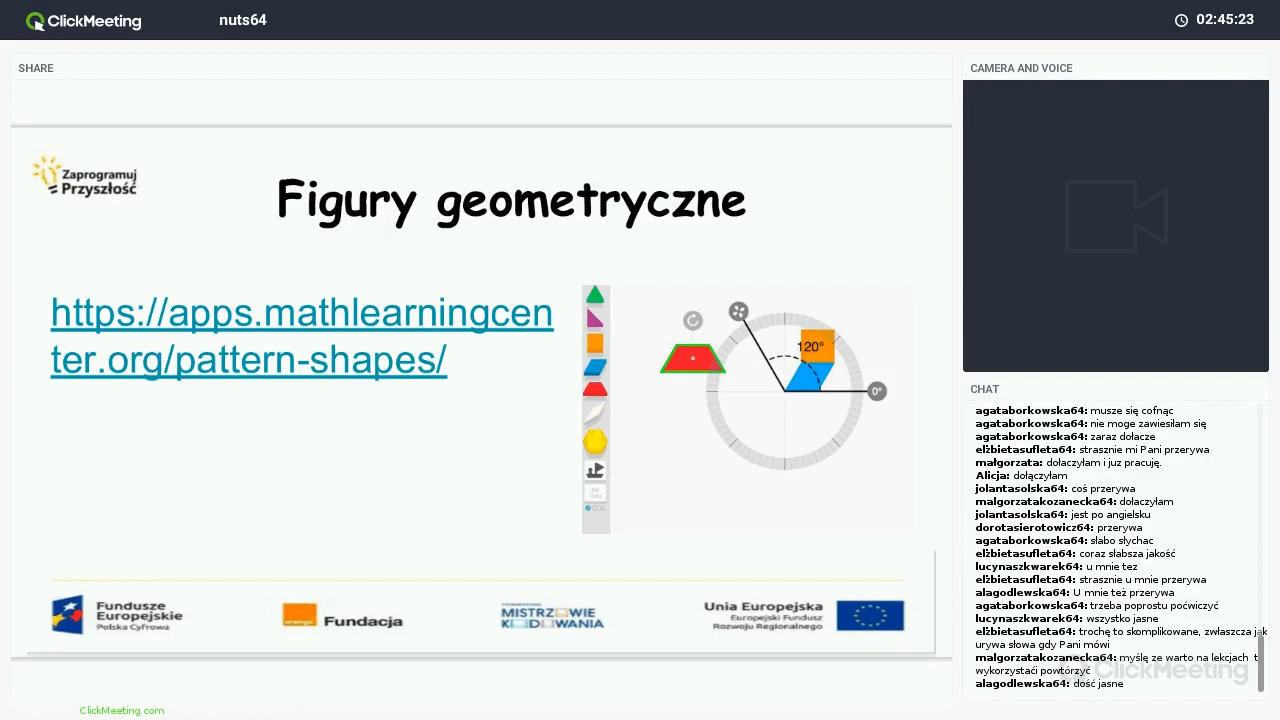 ClickMeeting
nuts64
02:45:23
SHARE
Zaprogramuj
Przyszłość
Figury geometryczne
https://apps.mathlearningcen
ter.org/pattern-shapes/
120°
0°
Fundusze
Europejskie
Polska Cyfrowa
orange
Fundacja
MISTRZOWIE
KODOWANIA
Unia Europejska
Europejski Fundusz
Rozwoju Regionalnego
ClickMeeting.com
CAMERA AND VOICE
CHAT
agataborkowska64: musze się cofnąc
agataborkowska64: nie moge zawiesiłam się
agataborkowska64: zaraz dołacze
elżbietasufleta64: strasznie mi Pani przerywa
małgorzata: dołaczyłam i juz pracuję.
Alicja: dołączyłam
jolantasolska64: coś przerywa
malgorzatakozanecka64: dołaczyłam
jolantasolska64: jest po angielsku
dorotasierotowicz64: przerywa
agataborkowska64: słabo słychac
elżbietasufleta64: coraz słabsza jakość
lucynaszkwarek64: u mnie tez
elżbietasufleta64: strasznie u mnie przerywa
alagodlewska64: U mnie też przerywa
agataborkowska64: trzeba poprostu poćwiczyć
lucynaszkwarek64: wszystko jasne
elżbietasufleta64: trochę to skomplikowane, zwłaszcza jak
urywa słowa gdy Pani mówi
malgorzatakozanecka64: myślę ze warto na lekcjach t
wykorzystaći powtórzyć
alagodlewska64: dość jasne
ClickMeeting